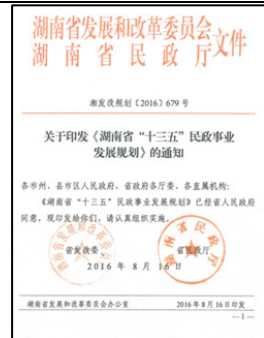 湖南省发展和改革委员会
湖南省民政厅
文件
湘发改规划〔2016〕679号
关于印发《湖南省“十三五”民政事业
发展规划》的通知
各市州、县市区人民政府，省政府各厅委、各直属机构：
《湖南省“十三五”民政事业发展规划》已经省人民政府
同意，现印发给你们，请认真组织实施。
省发改委
省民政厅
2016年8月16日
湖南省发展和改革委员会办公室
2016年8月16日印发
—1—